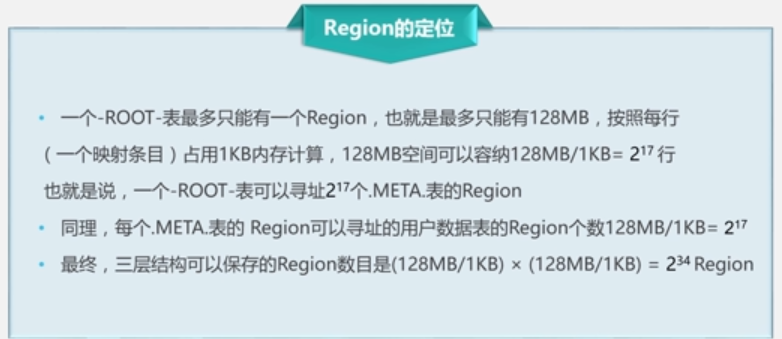 Region的定位
• 一个-ROOT-表最多只能有一个Region，也就是最多只能有128MB，按照每行
（一个映射条目）占用1KB内存计算，128MB空间可以容纳128MB/1KB= 2¹⁷ 行
也就是说，一个-ROOT-表可以寻址2¹⁷个.META.表的Region
• 同理，每个.META.表的 Region可以寻址的用户数据表的Region个数128MB/1KB= 2¹⁷
• 最终，三层结构可以保存的Region数目是(128MB/1KB) × (128MB/1KB) = 2³⁴ Region